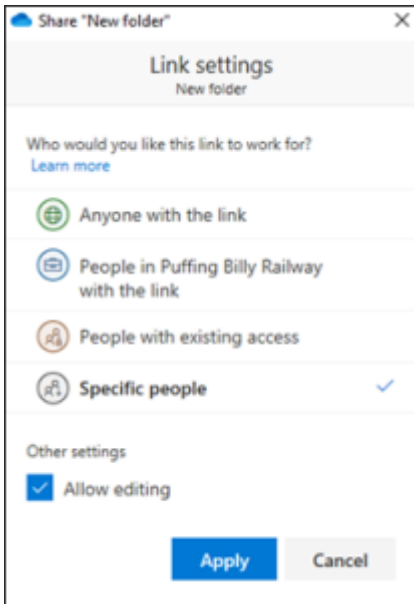 Share "New folder"
Link settings
New folder
Who would you like this link to work for?
Learn more
Anyone with the link
People in Puffing Billy Railway
with the link
People with existing access
Specific people
Other settings
Allow editing
Apply Cancel